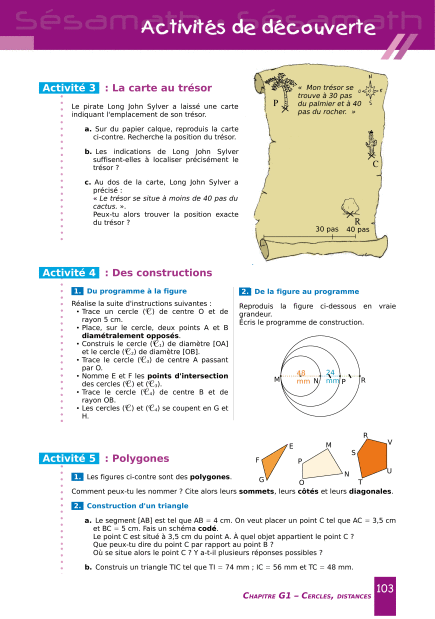 Sésamath Sésamath
Activités de découverte
Activité 3 : La carte au trésor
Le pirate Long John Sylver a laissé une carte
indiquant l'emplacement de son trésor.
a. Sur du papier calque, reproduis la carte
ci-contre. Recherche la position du trésor.
b. Les indications de Long John Sylver
suffisent-elles à localiser précisément le
trésor ?
c. Au dos de la carte, Long John Sylver a
précisé :
« Le trésor se situe à moins de 40 pas du
cactus. ».
Peux-tu alors trouver la position exacte
du trésor ?
« Mon trésor se
trouve à 30 pas
du palmier et à 40
pas du rocher. »
P
C
R
30 pas 40 pas
Activité 4 : Des constructions
1. Du programme à la figure
Réalise la suite d'instructions suivantes :
• Trace un cercle (𝒞) de centre O et de
rayon 5 cm.
• Place, sur le cercle, deux points A et B
diamétralement opposés.
• Construis le cercle (𝒞₁) de diamètre [OA]
et le cercle (𝒞₂) de diamètre [OB].
• Trace le cercle (𝒞₃) de centre A passant
par O.
• Nomme E et F les points d'intersection
des cercles (𝒞) et (𝒞₃).
• Trace le cercle (𝒞₄) de centre B et de
rayon OB.
• Les cercles (𝒞) et (𝒞₄) se coupent en G et
H.
2. De la figure au programme
Reproduis la figure ci-dessous en vraie
grandeur.
Écris le programme de construction.
48 24
mm mm
M N P R
Activité 5 : Polygones
1. Les figures ci-contre sont des polygones.
E
F
G
M
P
N
O
R
V
S
U
T
Comment peux-tu les nommer ? Cite alors leurs sommets, leurs côtés et leurs diagonales.
2. Construction d'un triangle
a. Le segment [AB] est tel que AB = 4 cm. On veut placer un point C tel que AC = 3,5 cm
et BC = 5 cm. Fais un schéma codé.
Le point C est situé à 3,5 cm du point A. À quel objet appartient le point C ?
Que peux-tu dire du point C par rapport au point B ?
Où se situe alors le point C ? Y a-t-il plusieurs réponses possibles ?
b. Construis un triangle TIC tel que TI = 74 mm ; IC = 56 mm et TC = 48 mm.
Chapitre G1 – Cercles, distances 103